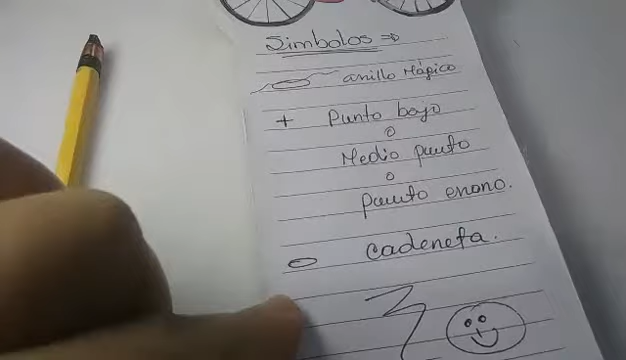 Simbolos ⇒
anillo Mágico
+ Punto bajo
o
Medio punto
o
punto enano.
cadeneta.